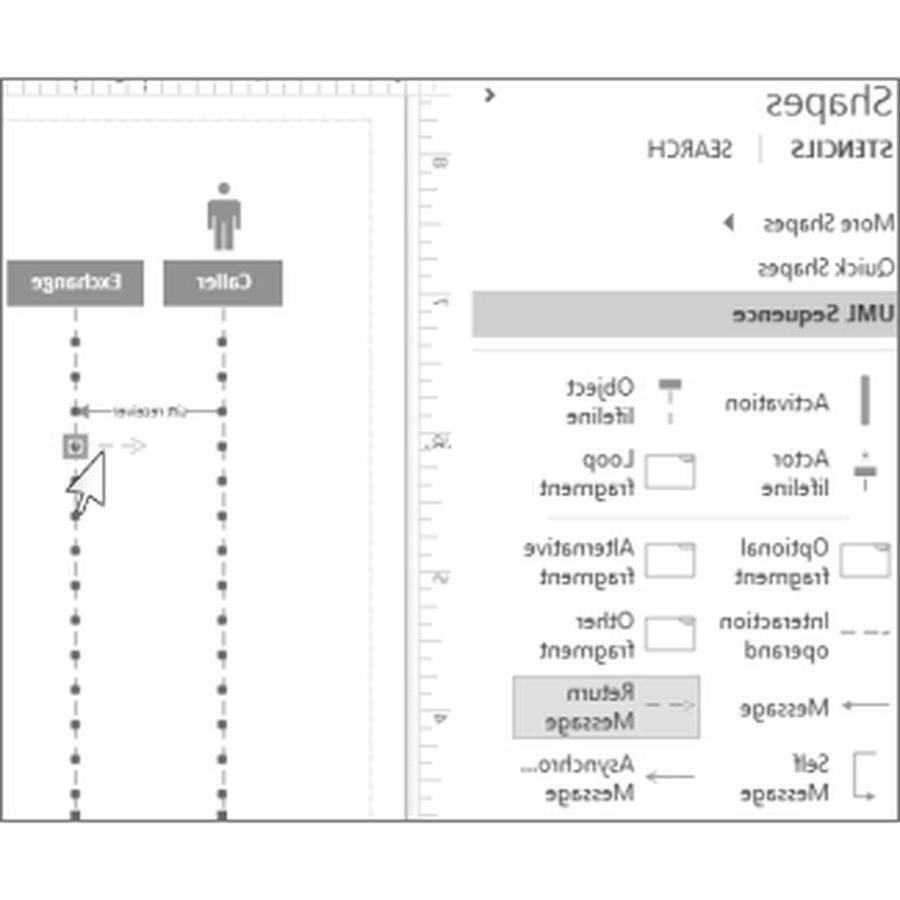 Shapes
STENCILS | SEARCH
More Shapes
Quick Shapes
UML Sequence
Activation
Object
lifeline
Actor
lifeline
Loop
fragment
Optional
fragment
Alternative
fragment
Interaction
operand
Other
fragment
Message
Return
Message
Self
Message
Asynchro...
Message
8
7
5
4
Caller
Exchange
receiver